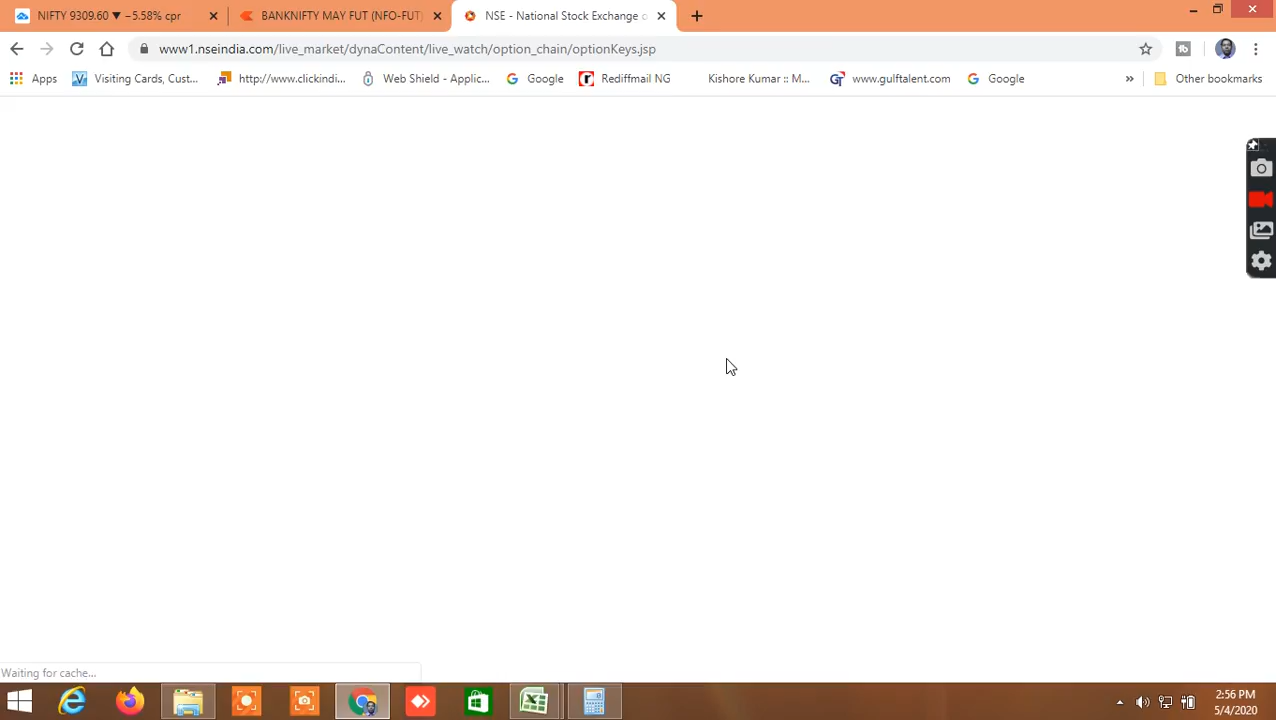 NIFTY 9309.60 ▼ −5.58% cpr
BANKNIFTY MAY FUT (NFO-FUT)
NSE - National Stock Exchange o
www1.nseindia.com/live_market/dynaContent/live_watch/option_chain/optionKeys.jsp
Apps
Visiting Cards, Cust...
http://www.clickindi...
Web Shield - Applic...
Google
Rediffmail NG
Kishore Kumar :: M...
www.gulftalent.com
Google
»
Other bookmarks
Waiting for cache...
2:56 PM
5/4/2020